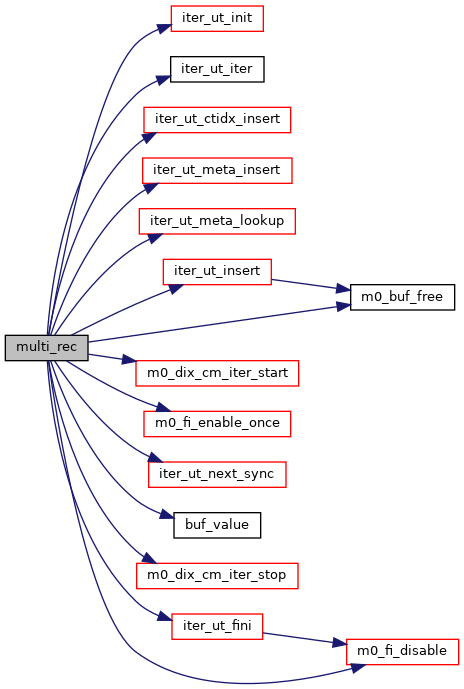 iter_ut_init
iter_ut_iter
iter_ut_ctidx_insert
iter_ut_meta_insert
iter_ut_meta_lookup
iter_ut_insert
m0_buf_free
multi_rec
m0_dix_cm_iter_start
m0_fi_enable_once
iter_ut_next_sync
buf_value
m0_dix_cm_iter_stop
iter_ut_fini
m0_fi_disable